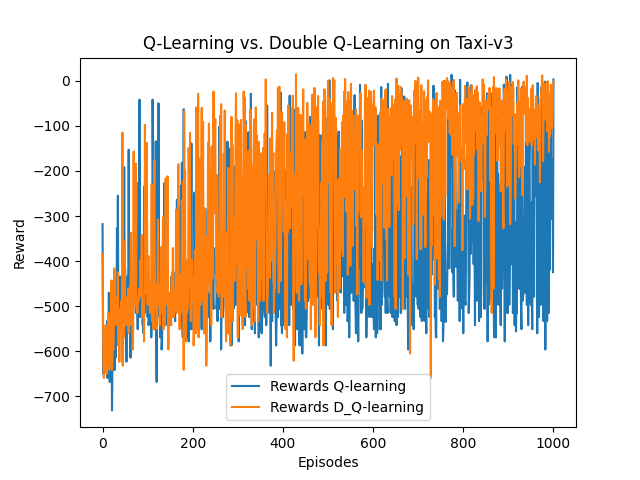 Q-Learning vs. Double Q-Learning on Taxi-v3
0
−100
−200
−300
−400
−500
−600
−700
Reward
Rewards Q-learning
Rewards D_Q-learning
0
200
400
600
800
1000
Episodes